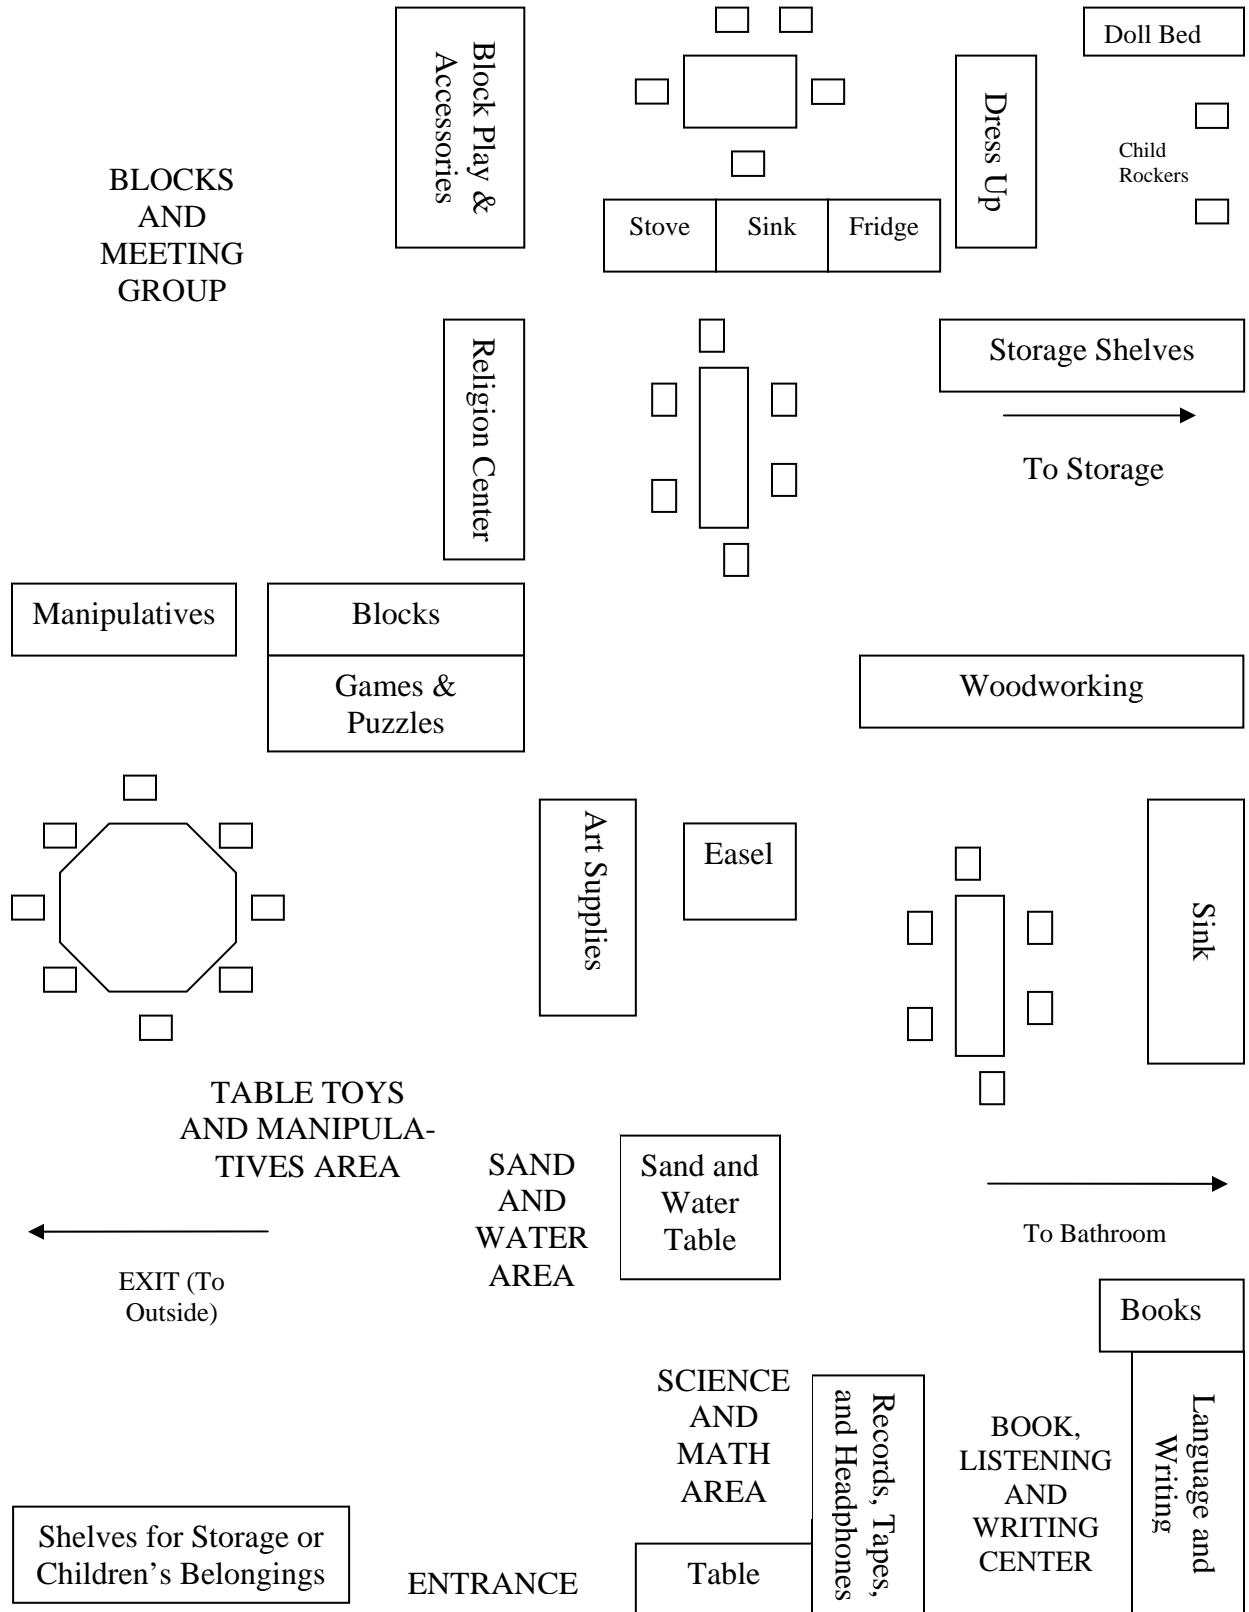 Block Play &
Accessories
Doll Bed
Dress Up
Child
Rockers
BLOCKS
AND
MEETING
GROUP
Stove
Sink
Fridge
Religion Center
Storage Shelves
To Storage
Manipulatives
Blocks
Games &
Puzzles
Woodworking
Art Supplies
Easel
Sink
TABLE TOYS
AND MANIPULA-
TIVES AREA
SAND
AND
WATER
AREA
Sand and
Water
Table
To Bathroom
EXIT (To
Outside)
Books
SCIENCE
AND
MATH
AREA
Records, Tapes,
and Headphones
BOOK,
LISTENING
AND
WRITING
CENTER
Language and
Writing
Shelves for Storage or
Children’s Belongings
ENTRANCE
Table